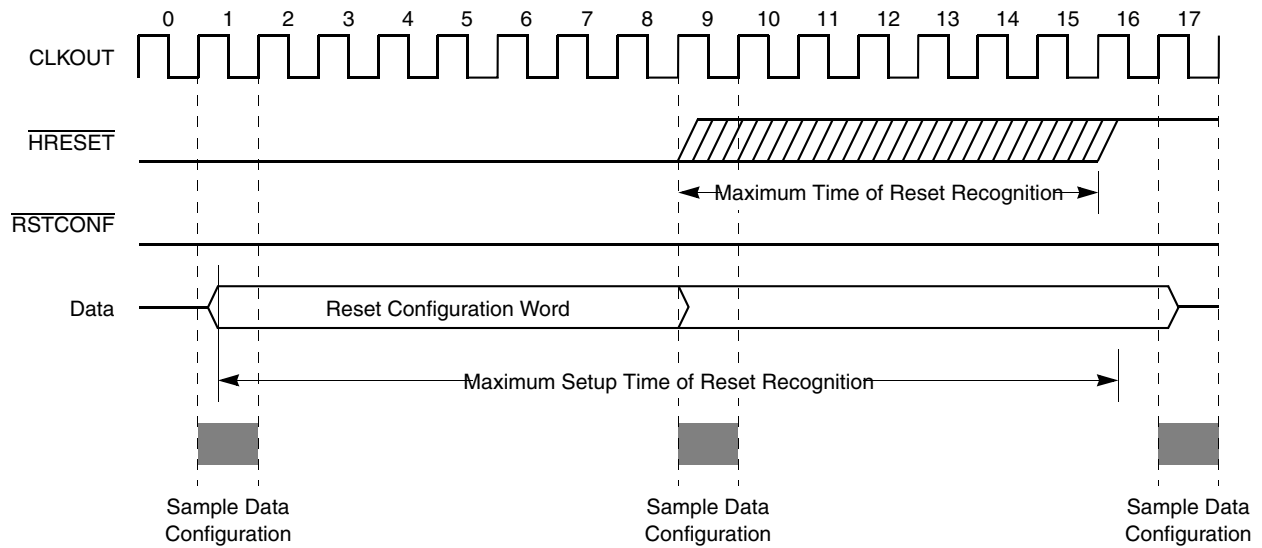 0 1 2 3 4 5 6 7 8 9 10 11 12 13 14 15 16 17
CLKOUT
HRESET
Maximum Time of Reset Recognition
RSTCONF
Data
Reset Configuration Word
Maximum Setup Time of Reset Recognition
Sample Data
Configuration
Sample Data
Configuration
Sample Data
Configuration